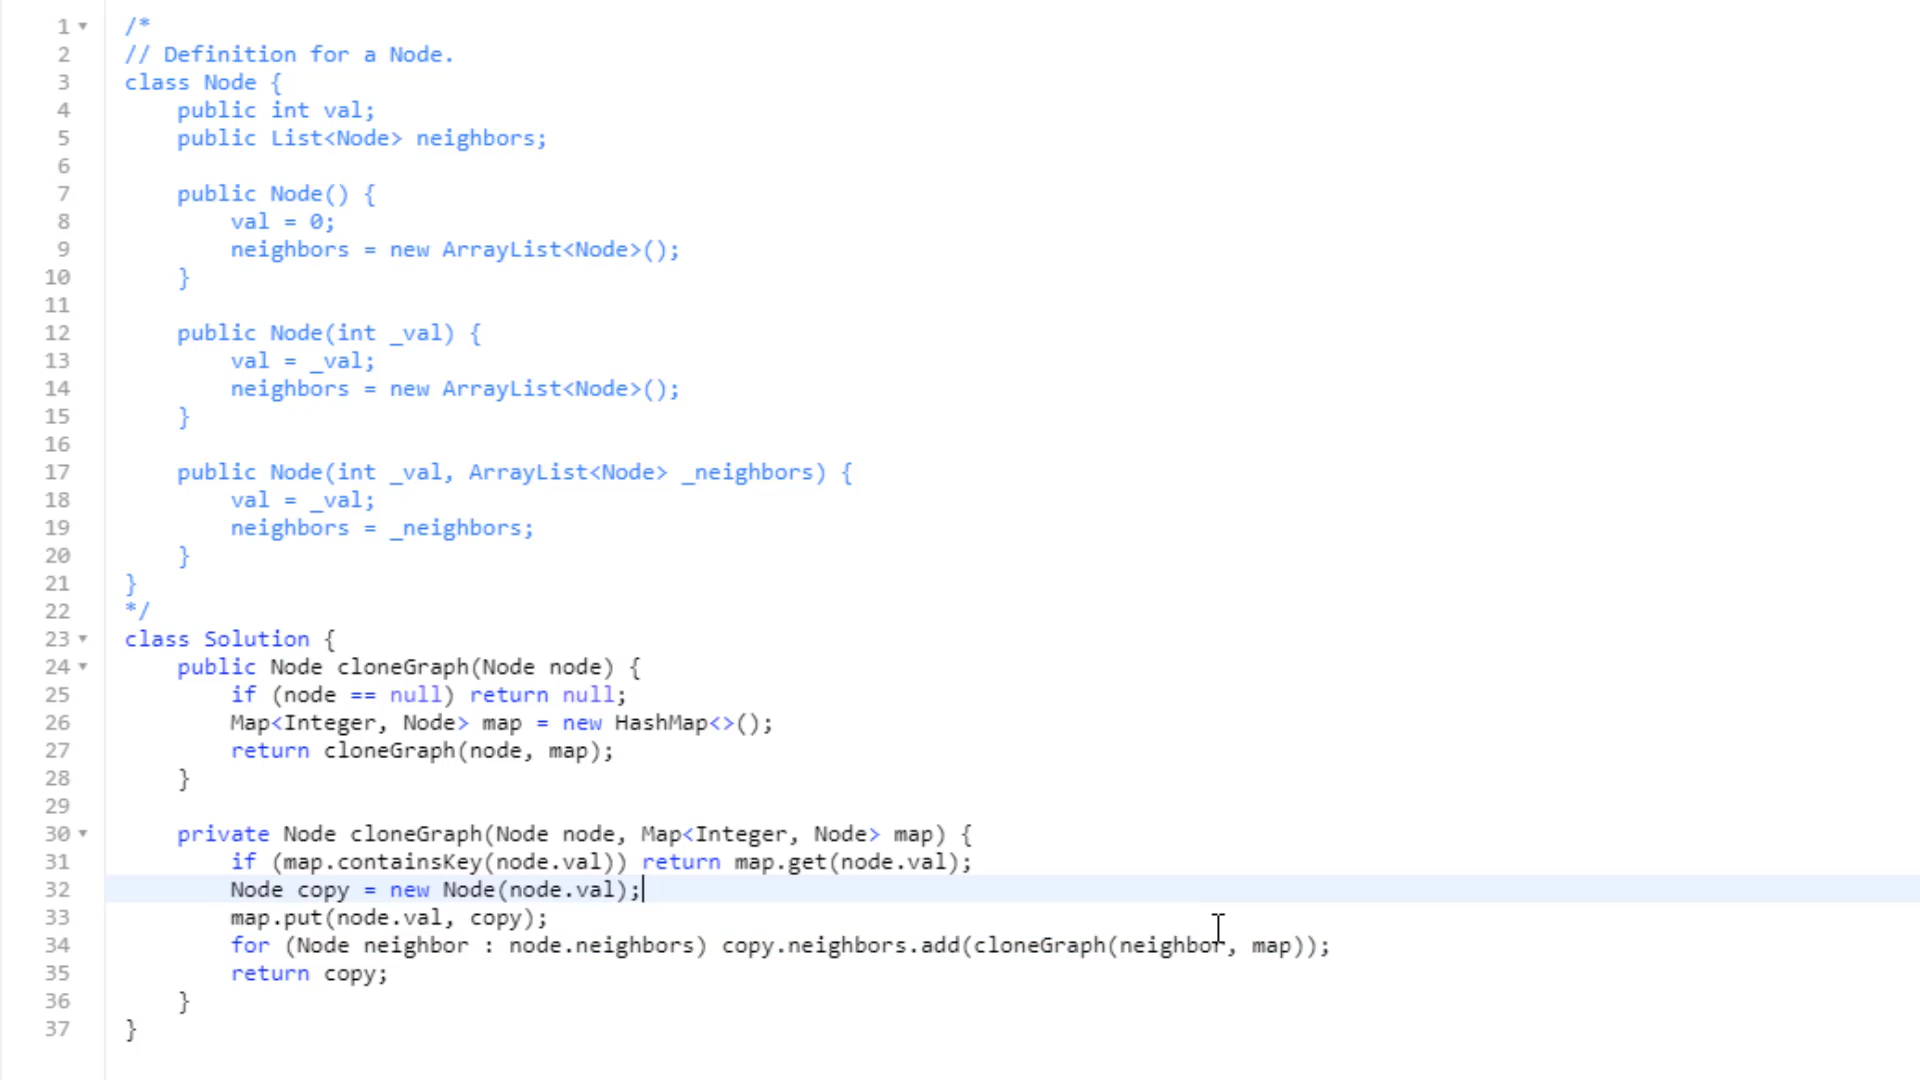 1 /*
2 // Definition for a Node.
3 class Node {
4     public int val;
5     public List<Node> neighbors;
6
7     public Node() {
8         val = 0;
9         neighbors = new ArrayList<Node>();
10     }
11
12     public Node(int _val) {
13         val = _val;
14         neighbors = new ArrayList<Node>();
15     }
16
17     public Node(int _val, ArrayList<Node> _neighbors) {
18         val = _val;
19         neighbors = _neighbors;
20     }
21 }
22 */
23 class Solution {
24     public Node cloneGraph(Node node) {
25         if (node == null) return null;
26         Map<Integer, Node> map = new HashMap<>();
27         return cloneGraph(node, map);
28     }
29
30     private Node cloneGraph(Node node, Map<Integer, Node> map) {
31         if (map.containsKey(node.val)) return map.get(node.val);
32         Node copy = new Node(node.val);
33         map.put(node.val, copy);
34         for (Node neighbor : node.neighbors) copy.neighbors.add(cloneGraph(neighbor, map));
35         return copy;
36     }
37 }